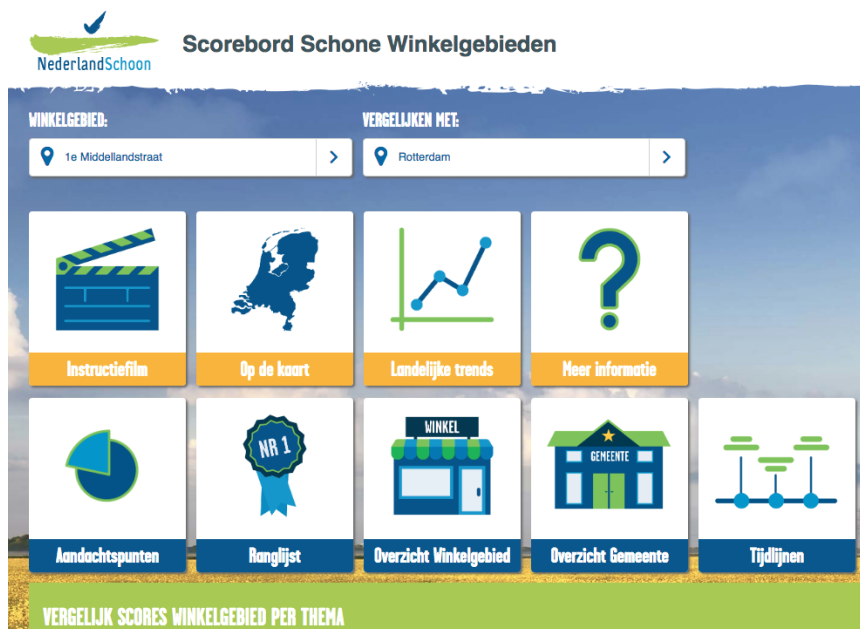 NederlandSchoon
Scorebord Schone Winkelgebieden
WINKELGEBIED:
VERGELIJKEN MET:
1e Middellandstraat
Rotterdam
Instructiefilm
Op de kaart
Landelijke trends
Meer informatie
NR 1
WINKEL
GEMEENTE
Aandachtspunten
Ranglijst
Overzicht Winkelgebied
Overzicht Gemeente
Tijdlijnen
VERGELIJK SCORES WINKELGEBIED PER THEMA